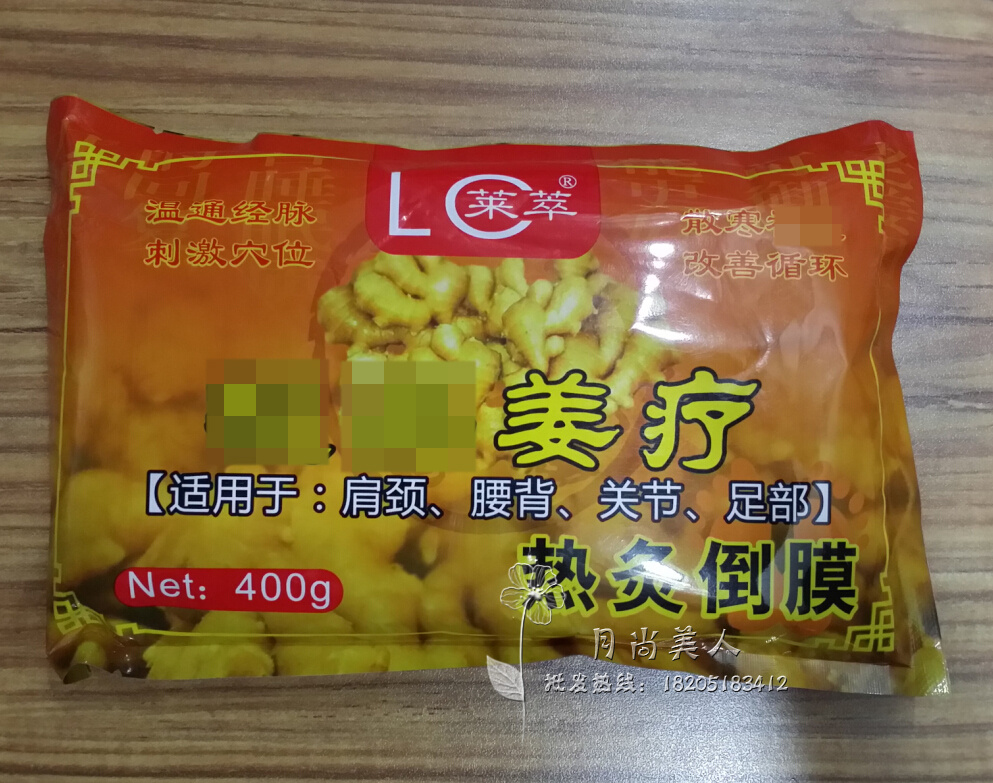 LC莱萃®
温通经脉
刺激穴位
散寒
改善循环
姜疗
【适用于：肩颈、腰背、关节、足部】
热灸倒膜
Net: 400g
月尚美人
批发热线：18205183412